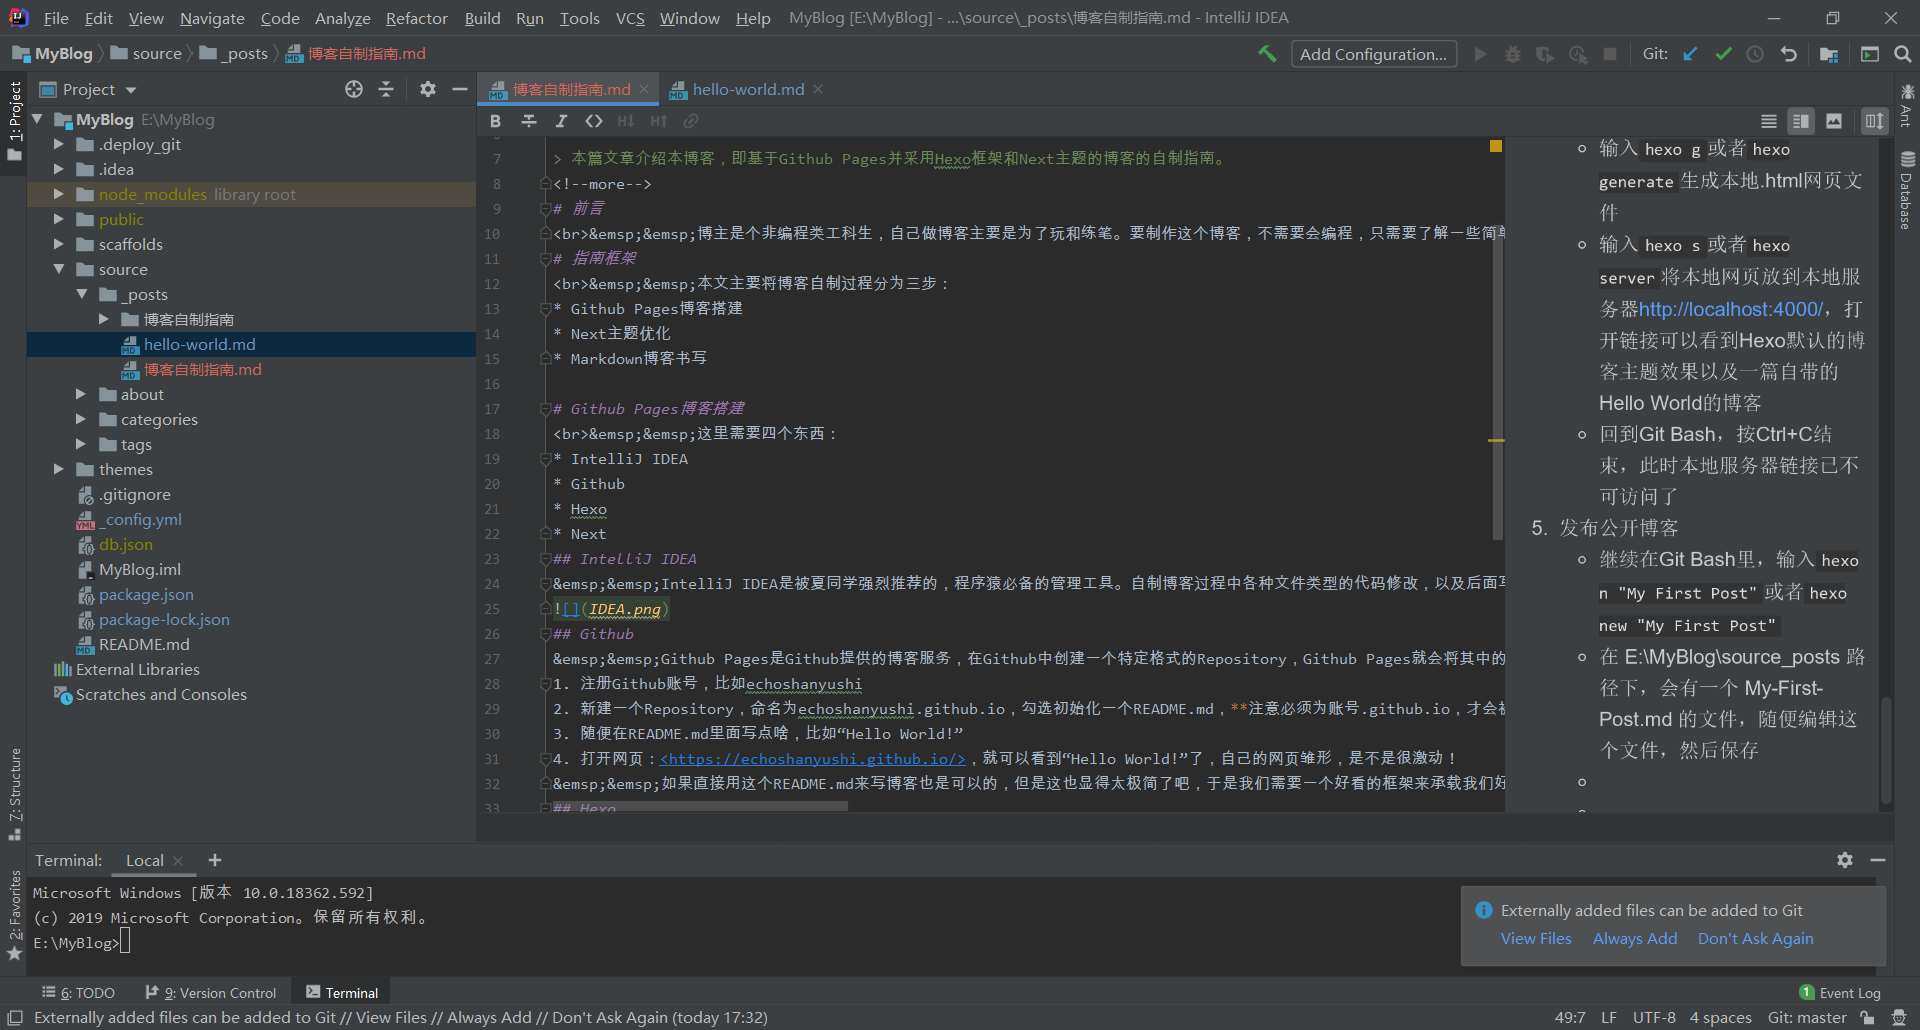 File Edit View Navigate Code Analyze Refactor Build Run Tools VCS Window Help MyBlog [E:\MyBlog] - ...\source\_posts\博客自制指南.md - IntelliJ IDEA
MyBlog source _posts 博客自制指南.md Add Configuration... Git:
1: Project
Project
MyBlog E:\MyBlog
.deploy_git
.idea
node_modules library root
public
scaffolds
source
_posts
博客自制指南
hello-world.md
博客自制指南.md
about
categories
tags
themes
.gitignore
_config.yml
db.json
MyBlog.iml
package.json
package-lock.json
README.md
External Libraries
Scratches and Consoles
7: Structure
2: Favorites
博客自制指南.md hello-world.md
B I <> H↓ H↑
7 > 本篇文章介绍本博客，即基于Github Pages并采用Hexo框架和Next主题的博客的自制指南。
8 <!--more-->
9 # 前言
10 <br>&emsp;&emsp;博主是个非编程类工科生，自己做博客主要是为了玩和练笔。要制作这个博客，不需要会编程，只需要了解一些简单
11 # 指南框架
12 <br>&emsp;&emsp;本文主要将博客自制过程分为三步：
13 * Github Pages博客搭建
14 * Next主题优化
15 * Markdown博客书写
16
17 # Github Pages博客搭建
18 <br>&emsp;&emsp;这里需要四个东西：
19 * IntelliJ IDEA
20 * Github
21 * Hexo
22 * Next
23 ## IntelliJ IDEA
24 &emsp;&emsp;IntelliJ IDEA是被夏同学强烈推荐的，程序猿必备的管理工具。自制博客过程中各种文件类型的代码修改，以及后面写
25 ![](IDEA.png)
26 ## Github
27 &emsp;&emsp;Github Pages是Github提供的博客服务，在Github中创建一个特定格式的Repository，Github Pages就会将其中的
28 1. 注册Github账号，比如echoshanyushi
29 2. 新建一个Repository，命名为echoshanyushi.github.io，勾选初始化一个README.md，**注意必须为账号.github.io，才会被
30 3. 随便在README.md里面写点啥，比如“Hello World!”
31 4. 打开网页：<https://echoshanyushi.github.io/>，就可以看到“Hello World!”了，自己的网页雏形，是不是很激动！
32 &emsp;&emsp;如果直接用这个README.md来写博客也是可以的，但是这也显得太极简了吧，于是我们需要一个好看的框架来承载我们好
33 ## Hexo
输入 hexo g 或者 hexo
generate 生成本地.html网页文
件
输入 hexo s 或者 hexo
server 将本地网页放到本地服
务器http://localhost:4000/，打
开链接可以看到Hexo默认的博
客主题效果以及一篇自带的
Hello World的博客
回到Git Bash，按Ctrl+C结
束，此时本地服务器链接已不
可访问了
5. 发布公开博客
继续在Git Bash里，输入 hexo
n "My First Post" 或者 hexo
new "My First Post"
在 E:\MyBlog\source_posts 路
径下，会有一个 My-First-
Post.md 的文件，随便编辑这
个文件，然后保存
Ant
Database
Terminal: Local
Microsoft Windows [版本 10.0.18362.592]
(c) 2019 Microsoft Corporation。保留所有权利。
E:\MyBlog>
Externally added files can be added to Git
View Files Always Add Don't Ask Again
6: TODO 9: Version Control Terminal 1 Event Log
Externally added files can be added to Git // View Files // Always Add // Don't Ask Again (today 17:32) 49:7 LF UTF-8 4 spaces Git: master